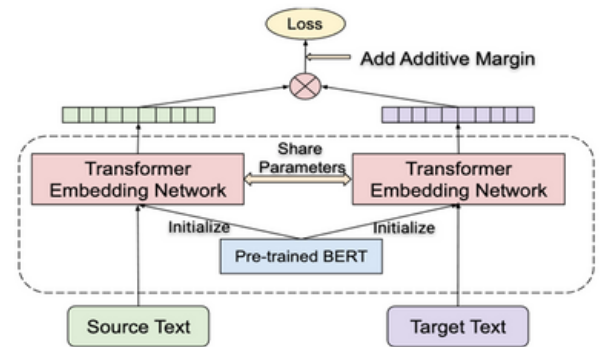 Loss
Add Additive Margin
Transformer
Embedding Network
Share
Parameters
Transformer
Embedding Network
Initialize
Initialize
Pre-trained BERT
Source Text
Target Text